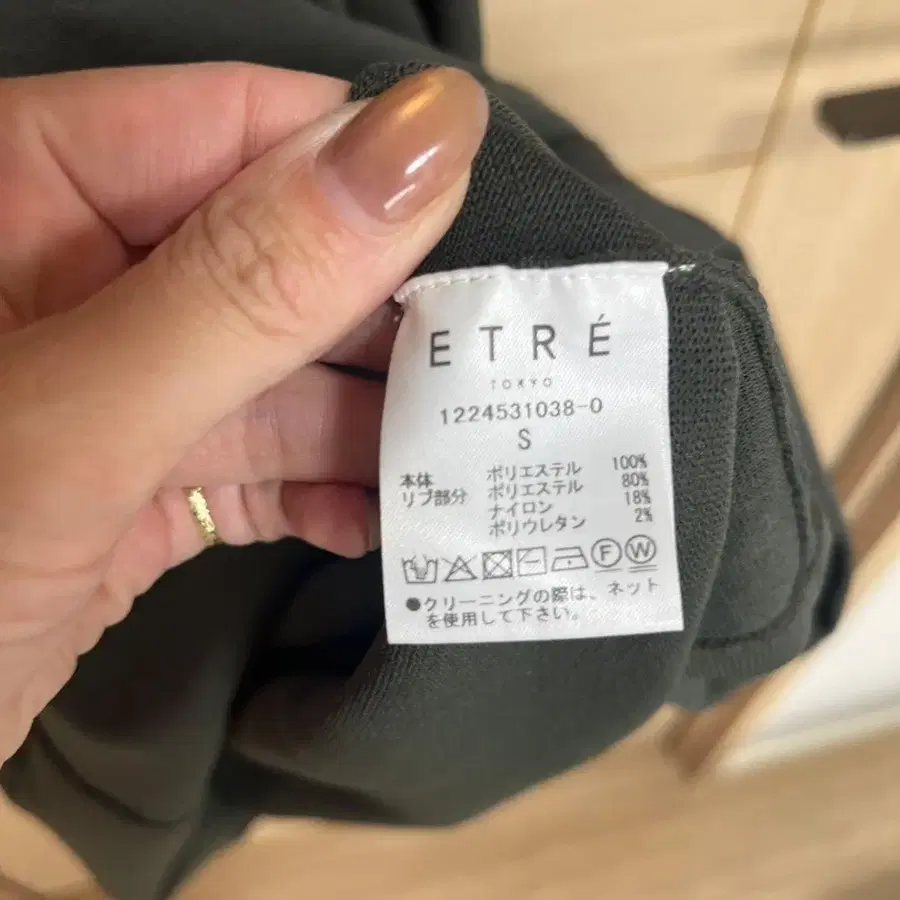 ETRÉ
TOKYO
1224531038-0
S
本体 ポリエステル 100%
リブ部分 ポリエステル 80%
ナイロン 18%
ポリウレタン 2%
F W
●クリーニングの際は、ネット
を使用して下さい。